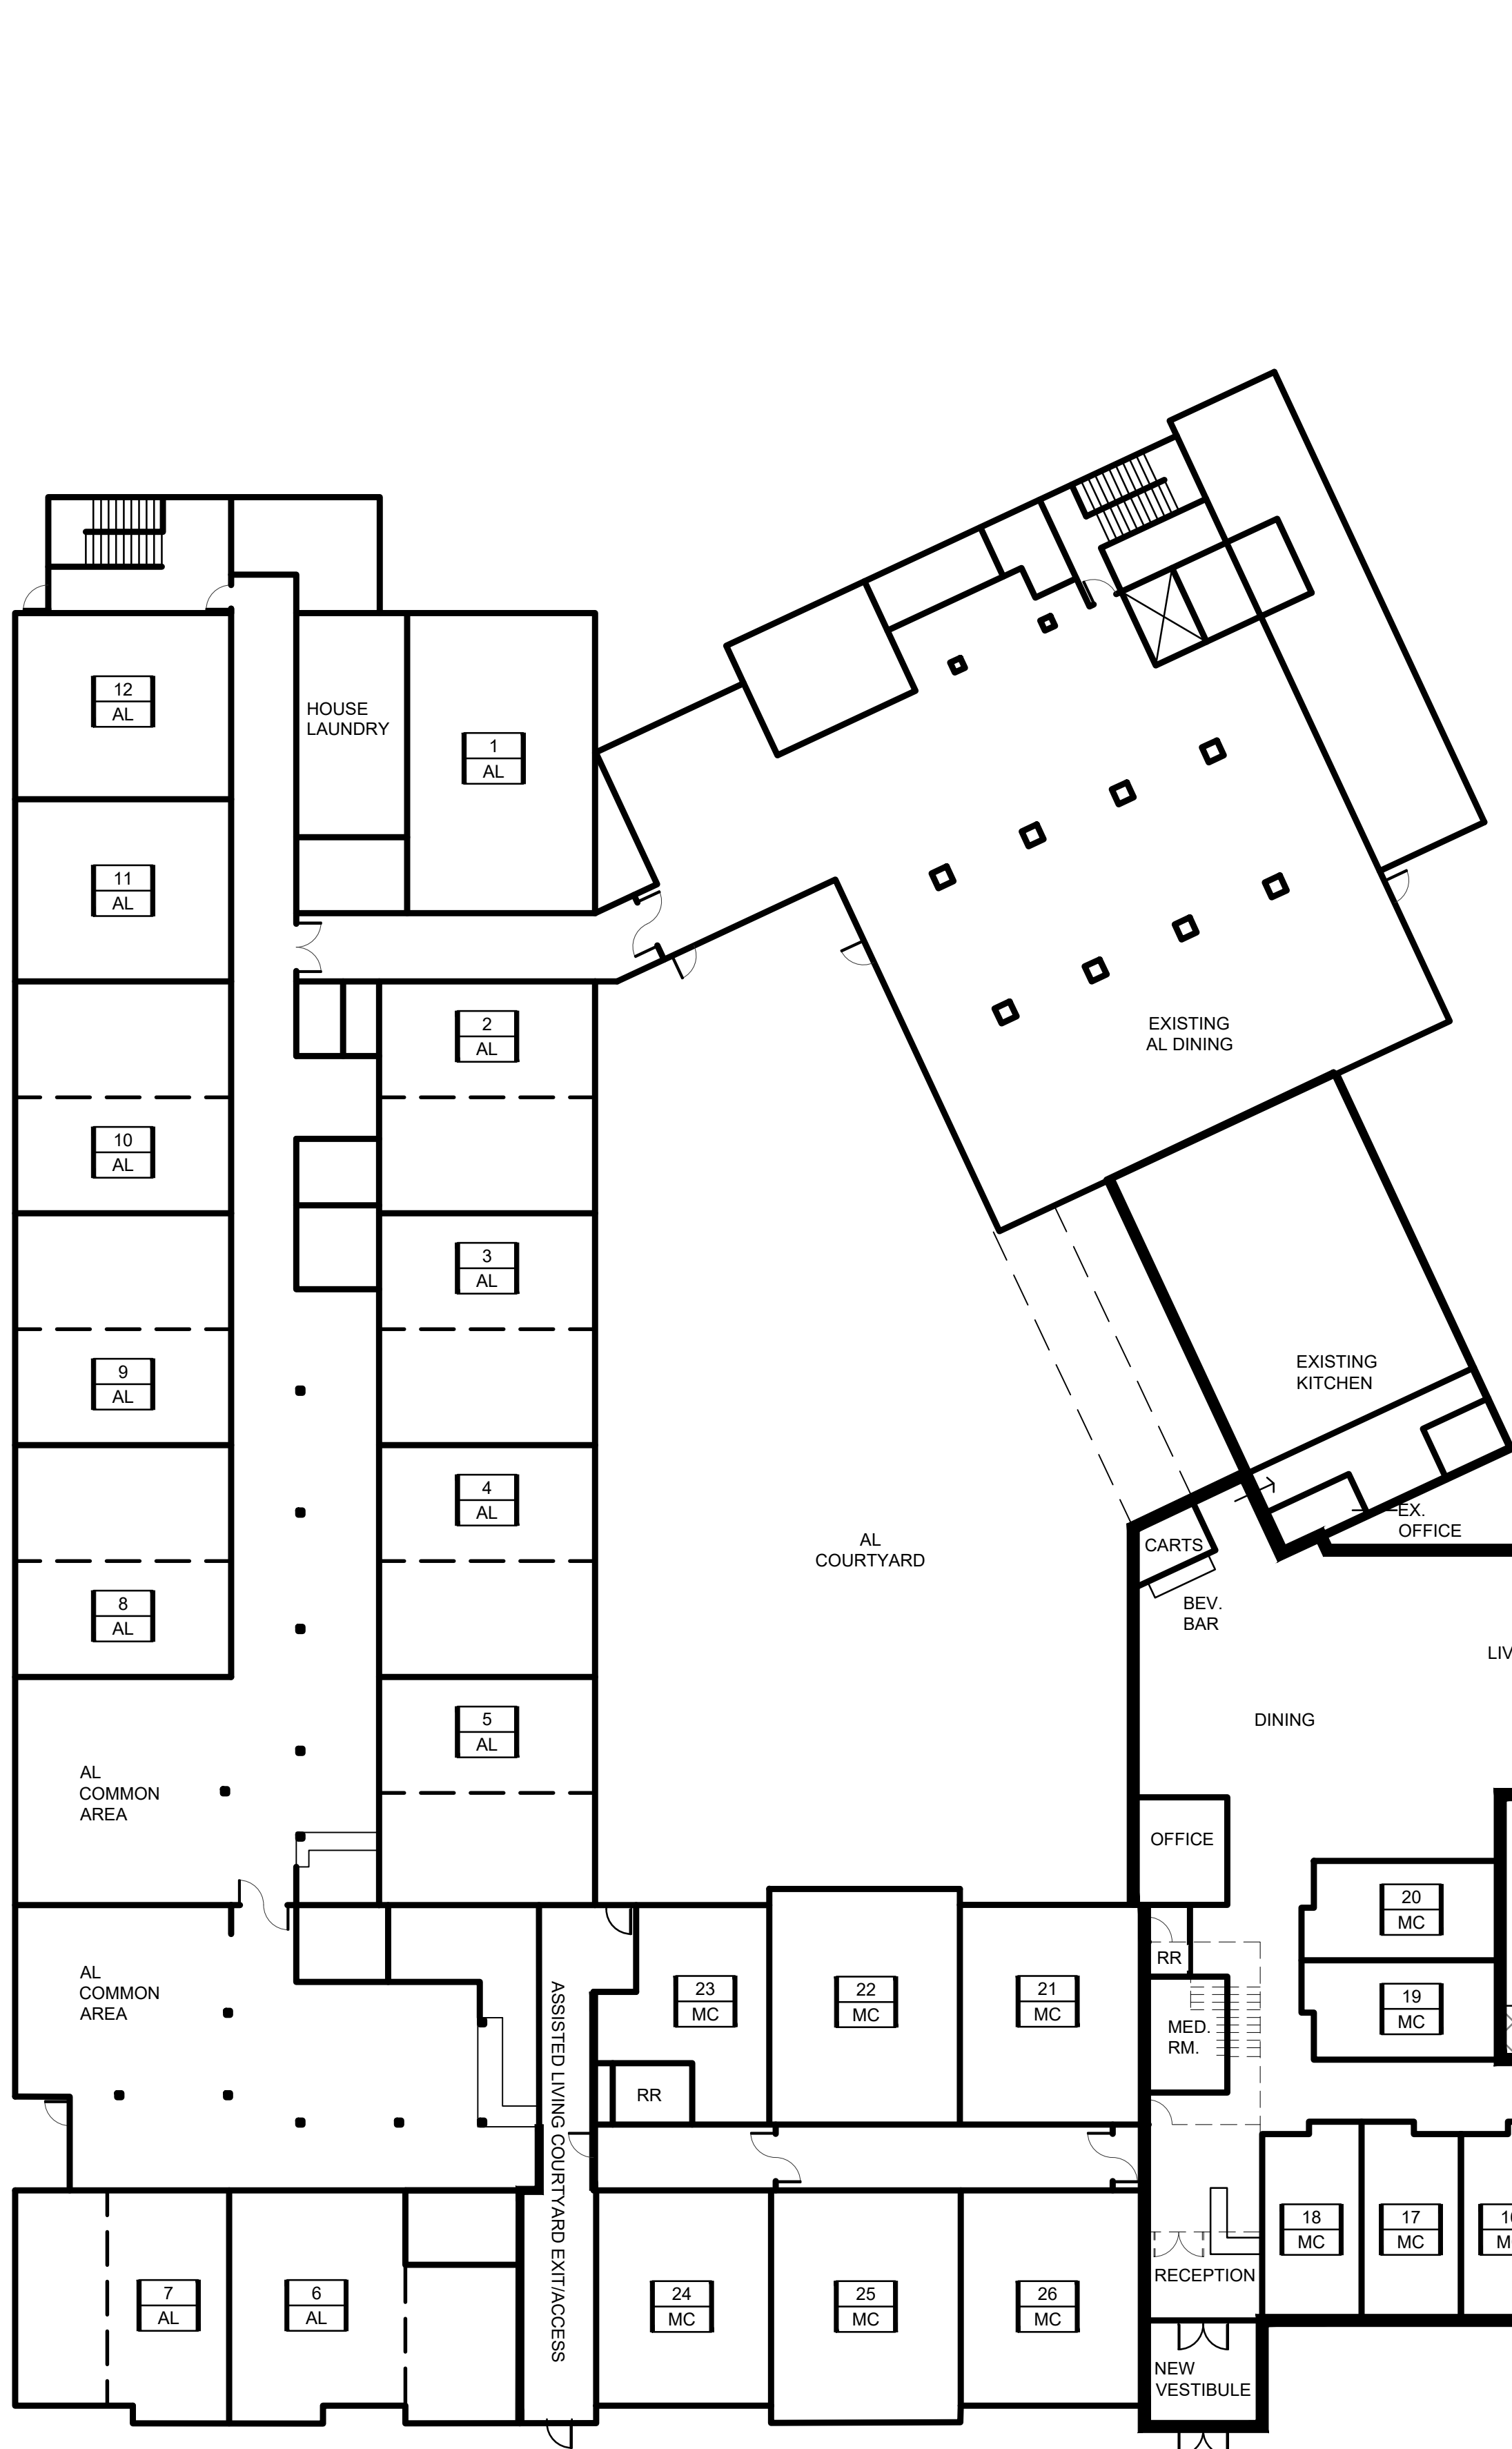 12
AL
HOUSE
LAUNDRY
1
AL
11
AL
2
AL
EXISTING
AL DINING
10
AL
3
AL
9
AL
EXISTING
KITCHEN
4
AL
EX.
OFFICE
AL
COURTYARD
CARTS
8
AL
BEV.
BAR
LIV
5
AL
DINING
AL
COMMON
AREA
OFFICE
20
MC
RR
AL
COMMON
AREA
23
MC
22
MC
21
MC
19
MC
MED.
RM.
RR
ASSISTED LIVING COURTYARD EXIT/ACCESS
18
MC
17
MC
RECEPTION
7
AL
6
AL
24
MC
25
MC
26
MC
NEW
VESTIBULE